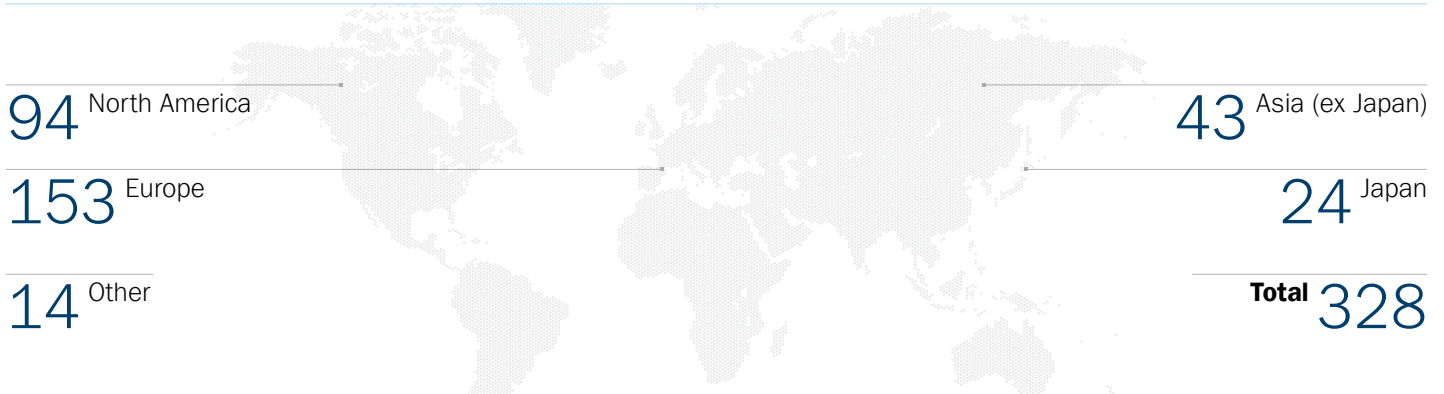 94 North America
43 Asia (ex Japan)
153 Europe
24 Japan
14 Other
Total 328